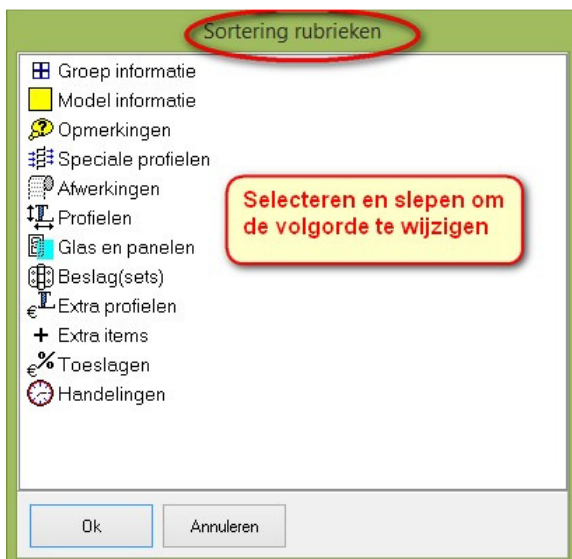 Sortering rubrieken
Groep informatie
Model informatie
Opmerkingen
Speciale profielen
Afwerkingen
Profielen
Glas en panelen
Beslag(sets)
Extra profielen
Extra items
Toeslagen
Handelingen
Selecteren en slepen om
de volgorde te wijzigen
Ok
Annuleren